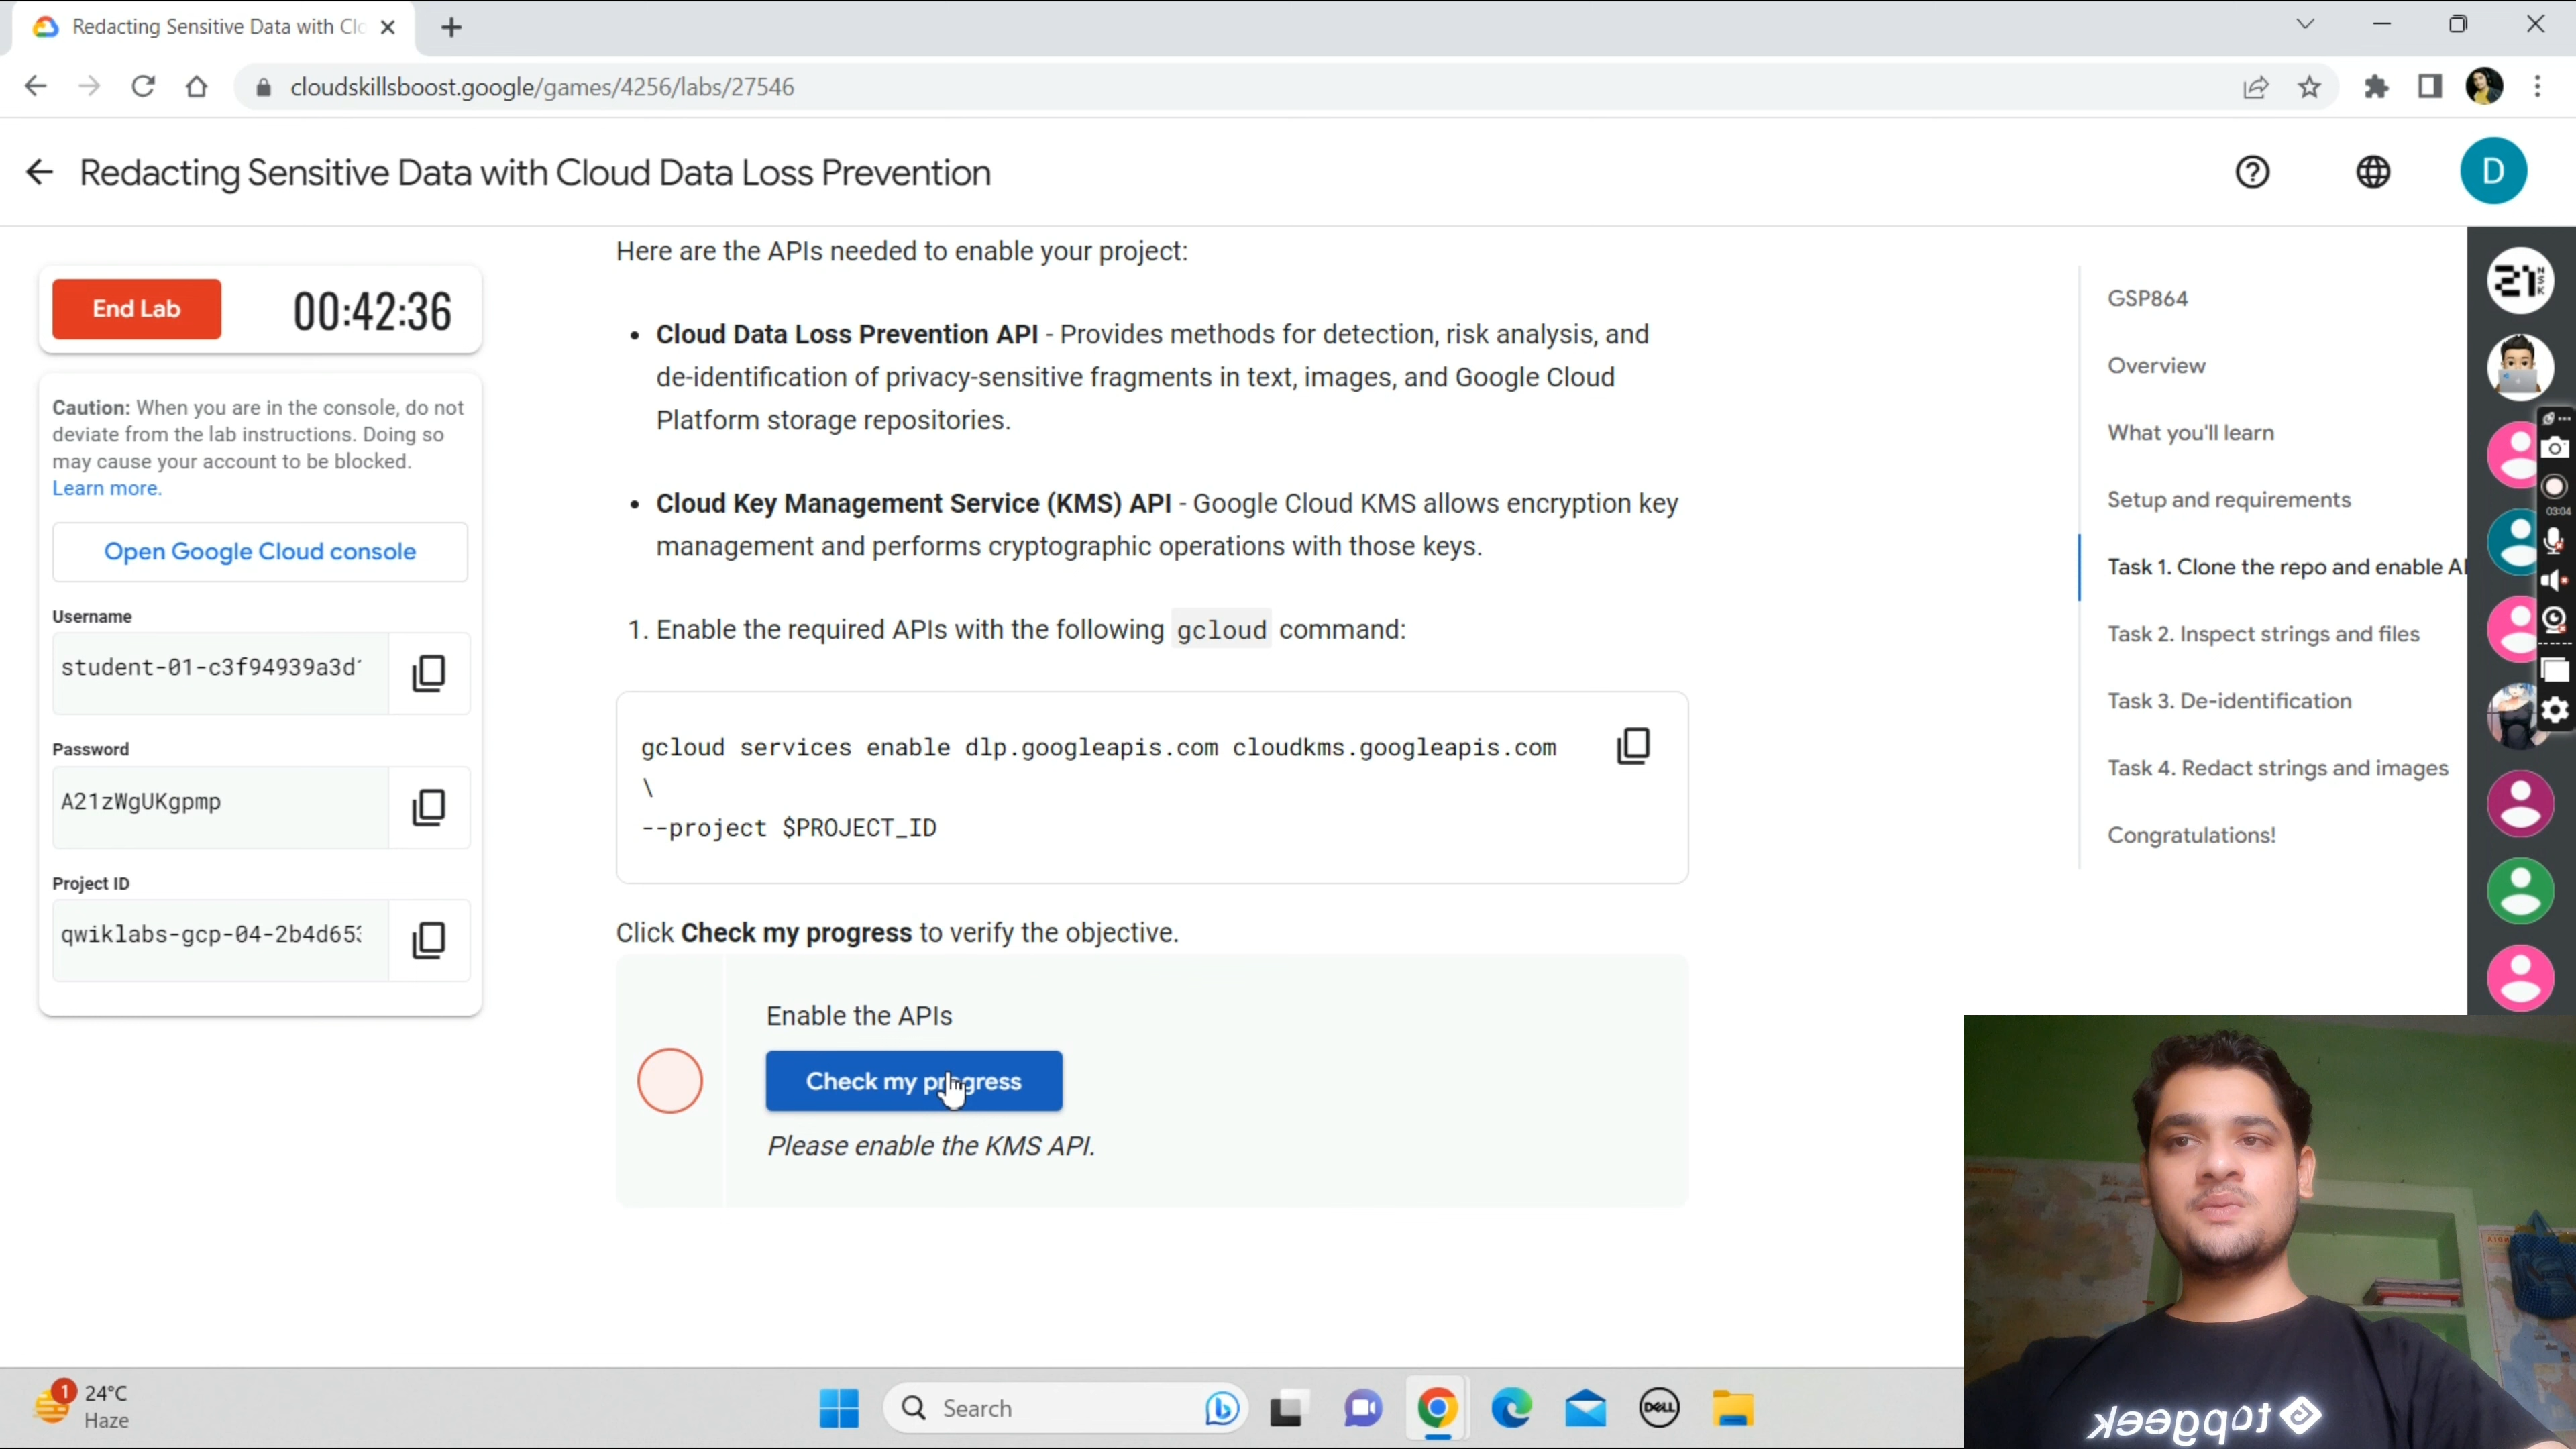 Redacting Sensitive Data with Clo
cloudskillsboost.google/games/4256/labs/27546
Redacting Sensitive Data with Cloud Data Loss Prevention
D
End Lab
00:42:36
Caution: When you are in the console, do not
deviate from the lab instructions. Doing so
may cause your account to be blocked.
Learn more.
Open Google Cloud console
Username
student-01-c3f94939a3d
Password
A21zWgUKgpmp
Project ID
qwiklabs-gcp-04-2b4d653
Here are the APIs needed to enable your project:
• Cloud Data Loss Prevention API - Provides methods for detection, risk analysis, and
de-identification of privacy-sensitive fragments in text, images, and Google Cloud
Platform storage repositories.
• Cloud Key Management Service (KMS) API - Google Cloud KMS allows encryption key
management and performs cryptographic operations with those keys.
1. Enable the required APIs with the following gcloud command:
gcloud services enable dlp.googleapis.com cloudkms.googleapis.com
\
--project $PROJECT_ID
Click Check my progress to verify the objective.
Enable the APIs
Check my progress
Please enable the KMS API.
GSP864
Overview
What you'll learn
Setup and requirements
Task 1. Clone the repo and enable AI
Task 2. Inspect strings and files
Task 3. De-identification
Task 4. Redact strings and images
Congratulations!
21
NSK
03:04
1
24°C
Haze
Search
DELL
topgeek